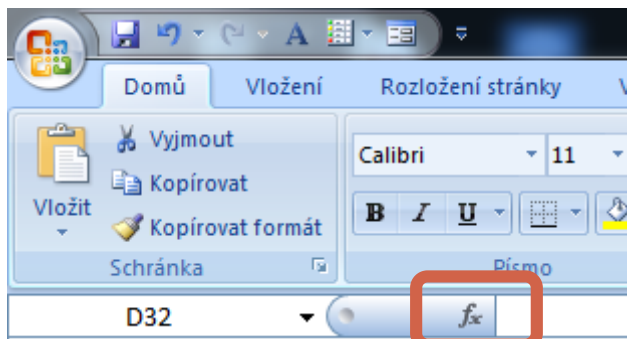 A
Domů Vložení Rozložení stránky
Vložit
Vyjmout
Kopírovat
Kopírovat formát
Calibri 11
B I U
Schránka Písmo
D32 fx